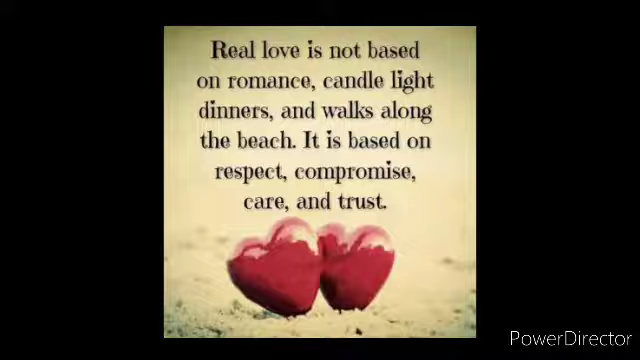 Real love is not based
on romance, candle light
dinners, and walks along
the beach. It is based on
respect, compromise,
care, and trust.
PowerDirector